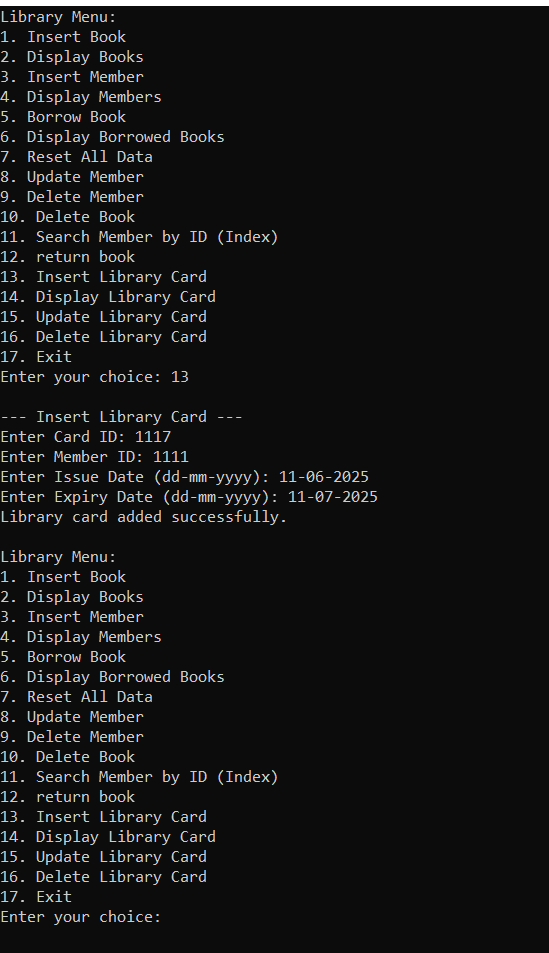 Library Menu:
1. Insert Book
2. Display Books
3. Insert Member
4. Display Members
5. Borrow Book
6. Display Borrowed Books
7. Reset All Data
8. Update Member
9. Delete Member
10. Delete Book
11. Search Member by ID (Index)
12. return book
13. Insert Library Card
14. Display Library Card
15. Update Library Card
16. Delete Library Card
17. Exit
Enter your choice: 13

--- Insert Library Card ---
Enter Card ID: 1117
Enter Member ID: 1111
Enter Issue Date (dd-mm-yyyy): 11-06-2025
Enter Expiry Date (dd-mm-yyyy): 11-07-2025
Library card added successfully.

Library Menu:
1. Insert Book
2. Display Books
3. Insert Member
4. Display Members
5. Borrow Book
6. Display Borrowed Books
7. Reset All Data
8. Update Member
9. Delete Member
10. Delete Book
11. Search Member by ID (Index)
12. return book
13. Insert Library Card
14. Display Library Card
15. Update Library Card
16. Delete Library Card
17. Exit
Enter your choice: